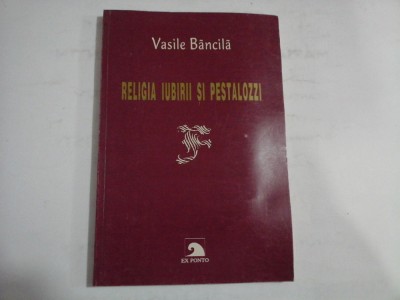 Vasile Băncilă
RELIGIA IUBIRII ŞI PESTALOZZI
EX PONTO